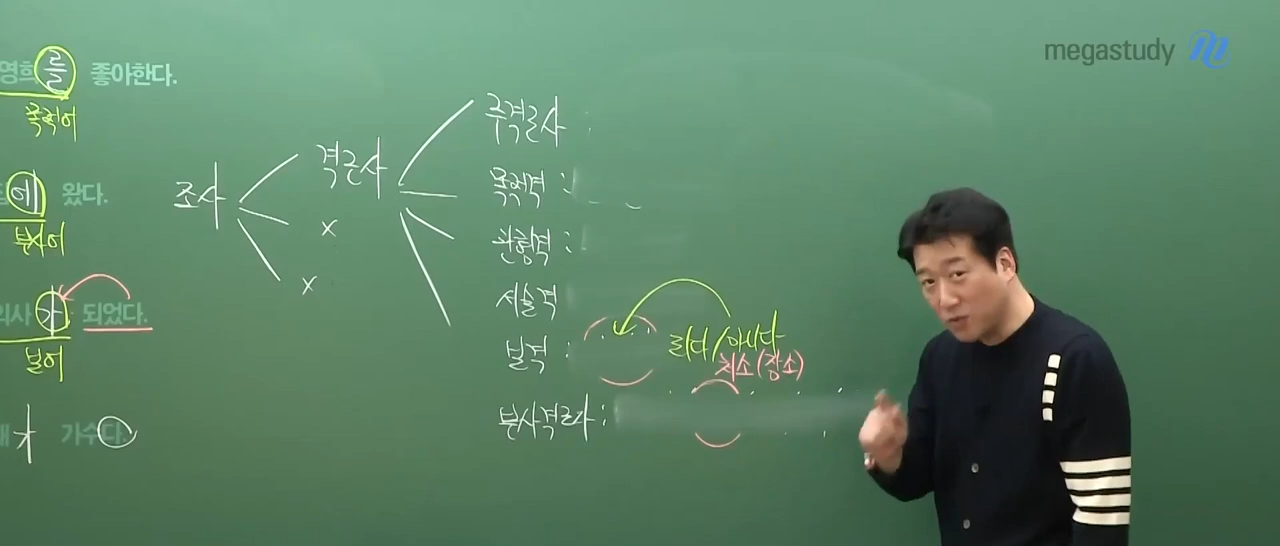 megastudy
영희를 좋아한다.
목적어
에 왔다.
부사어
의사가 되었다.
보어
가수다.
조사
격조사
x
x
주격조사 :
목적격 :
관형격 :
서술격
보격 :
되다/아니다
처소(장소)
부사격조사 :